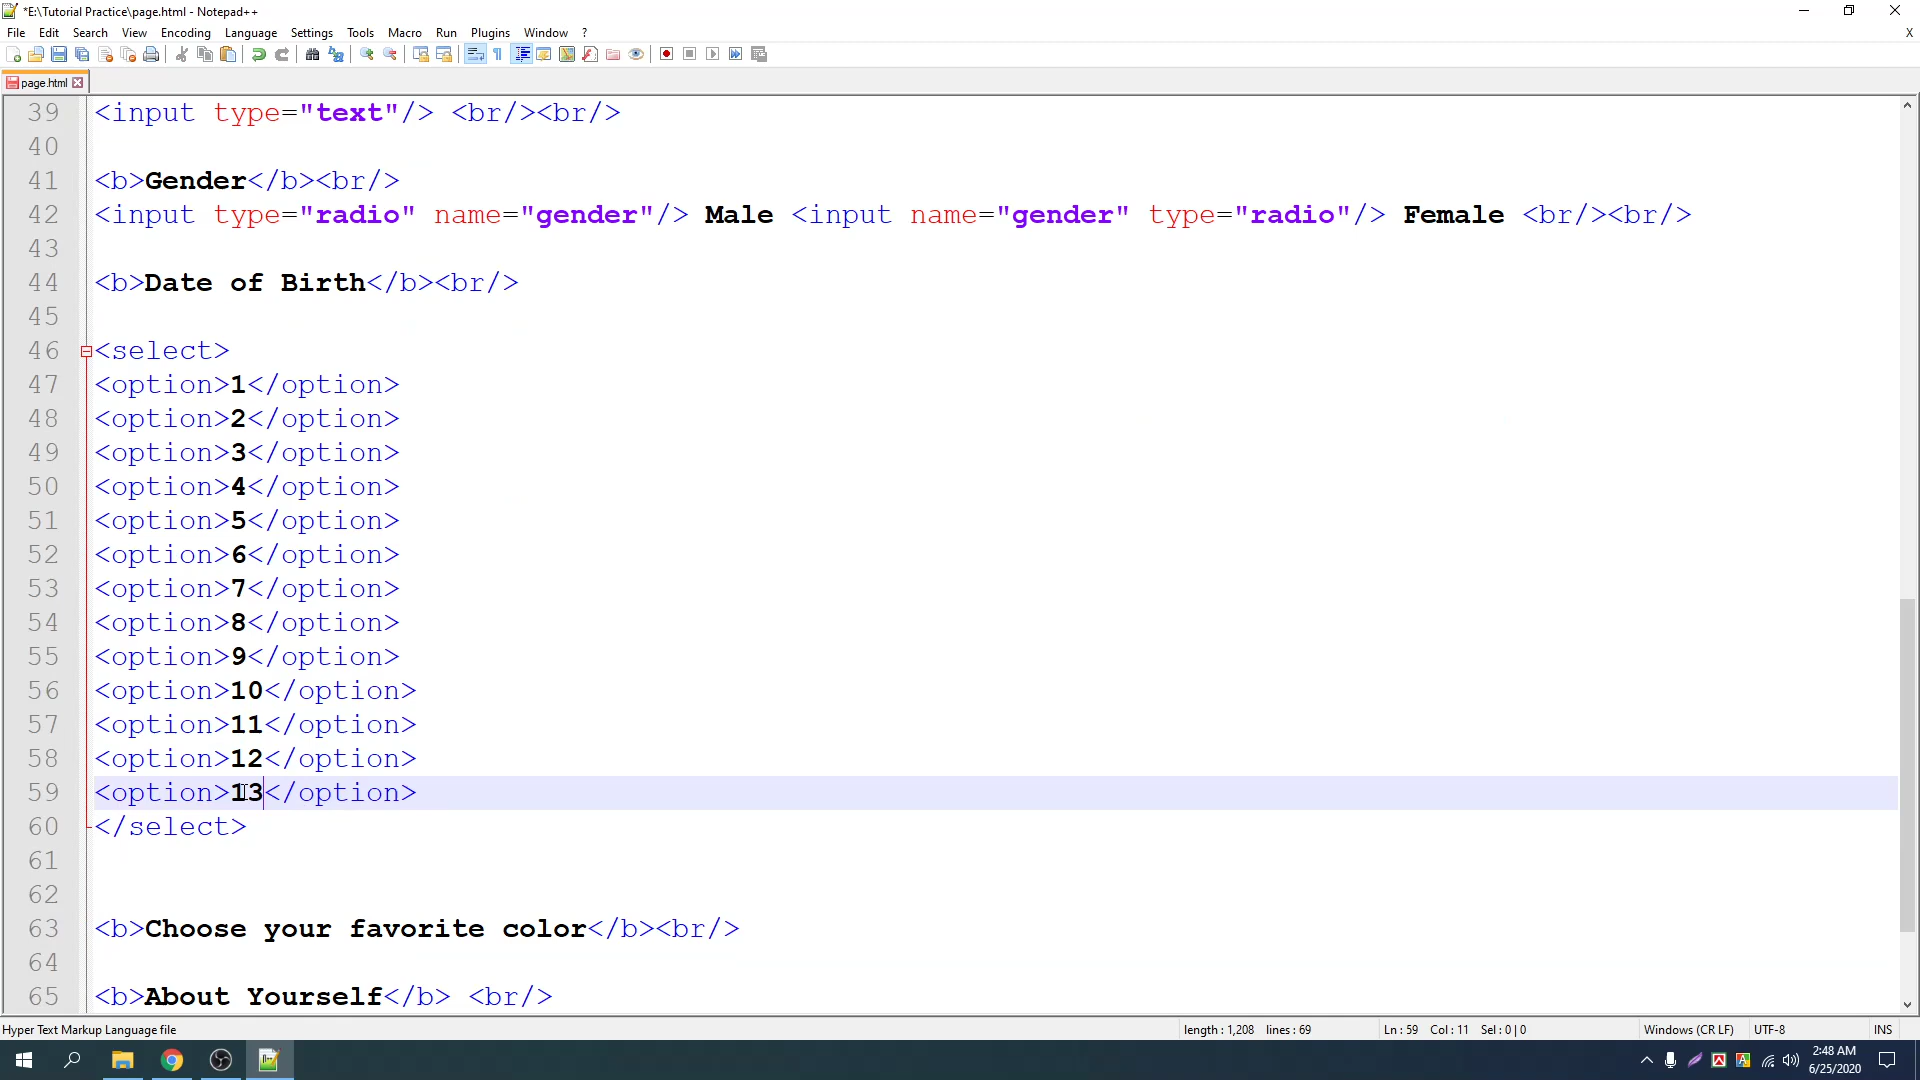 *E:\Tutorial Practice\page.html - Notepad++
File Edit Search View Encoding Language Settings Tools Macro Run Plugins Window ? X
page.html
39 <input type="text"/> <br/><br/>
40
41 <b>Gender</b><br/>
42 <input type="radio" name="gender"/> Male <input name="gender" type="radio"/> Female <br/><br/>
43
44 <b>Date of Birth</b><br/>
45
46 <select>
47 <option>1</option>
48 <option>2</option>
49 <option>3</option>
50 <option>4</option>
51 <option>5</option>
52 <option>6</option>
53 <option>7</option>
54 <option>8</option>
55 <option>9</option>
56 <option>10</option>
57 <option>11</option>
58 <option>12</option>
59 <option>13</option>
60 </select>
61
62
63 <b>Choose your favorite color</b><br/>
64
65 <b>About Yourself</b> <br/>
Hyper Text Markup Language file length : 1,208 lines : 69 Ln : 59 Col : 11 Sel : 0 | 0 Windows (CR LF) UTF-8 INS
2:48 AM
6/25/2020